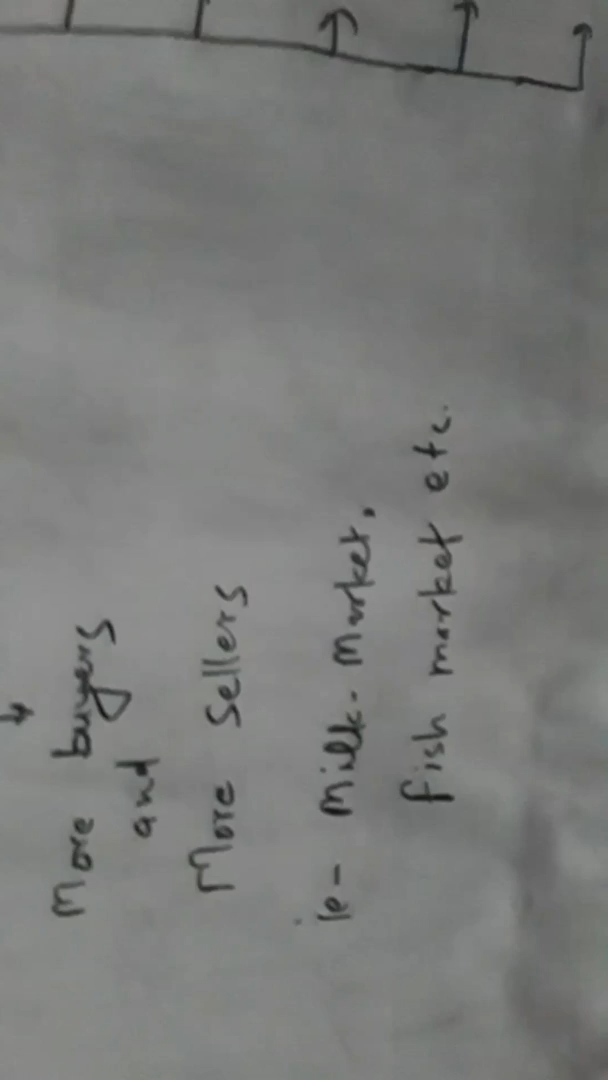 More buyers
and
More Sellers
ie- Milk-Market,
fish market etc.